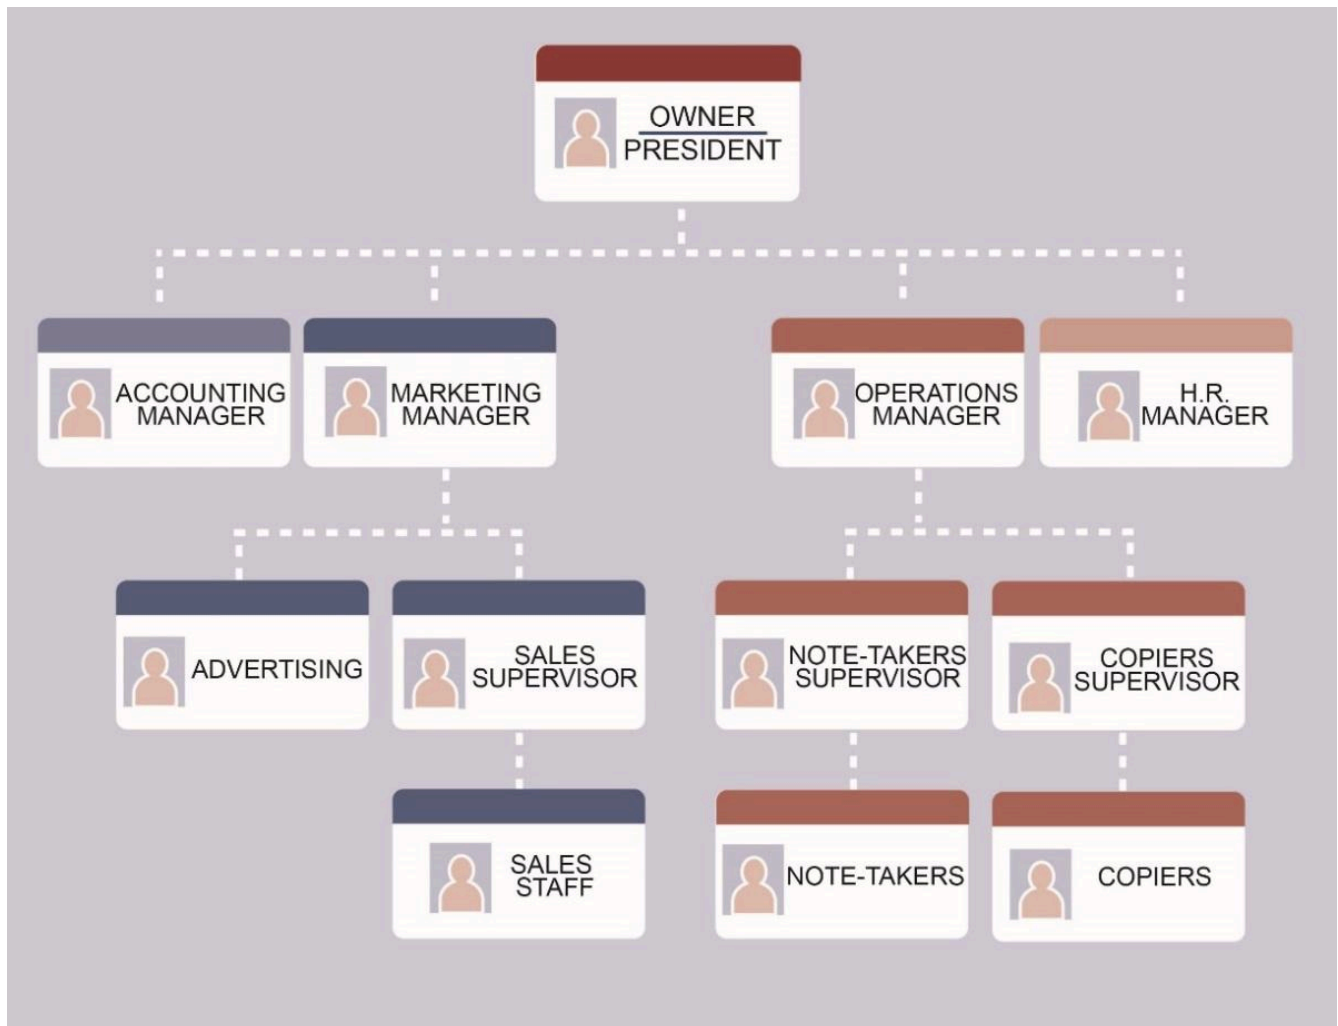 OWNER
PRESIDENT
ACCOUNTING
MANAGER
MARKETING
MANAGER
OPERATIONS
MANAGER
H.R.
MANAGER
ADVERTISING
SALES
SUPERVISOR
NOTE-TAKERS
SUPERVISOR
COPIERS
SUPERVISOR
SALES
STAFF
NOTE-TAKERS
COPIERS